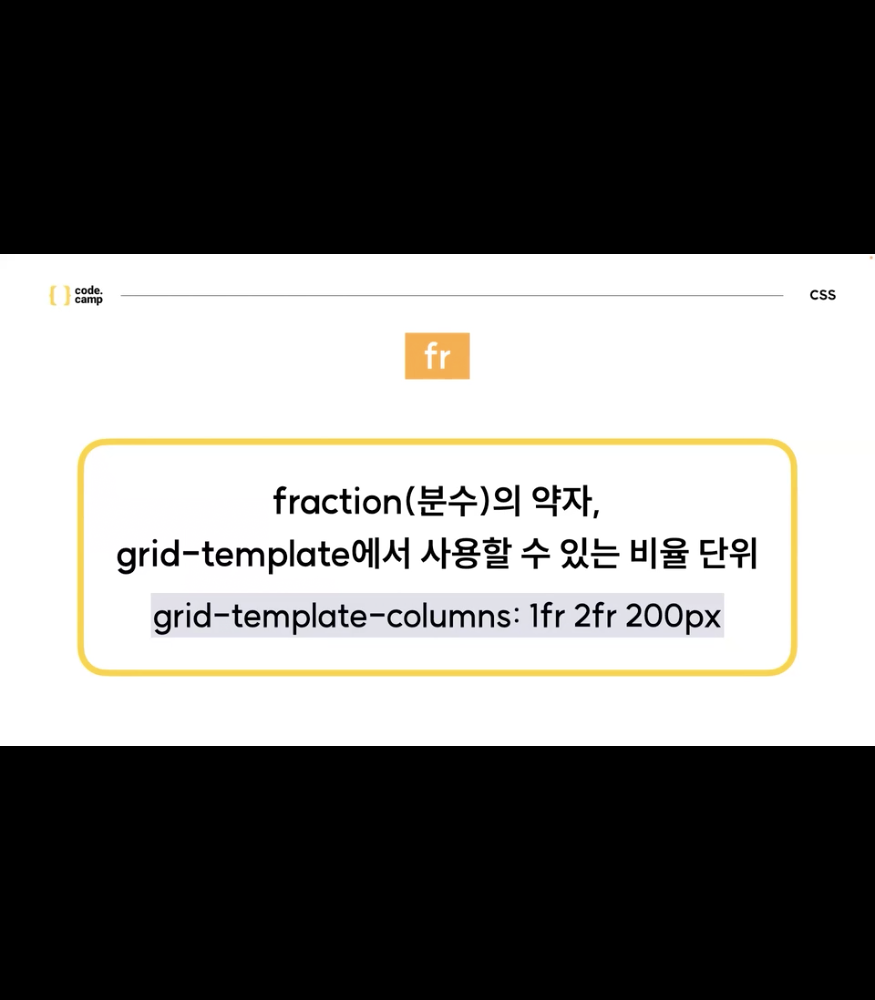 code.
camp
CSS
fr
fraction(분수)의 약자,
grid-template에서 사용할 수 있는 비율 단위
grid-template-columns: 1fr 2fr 200px